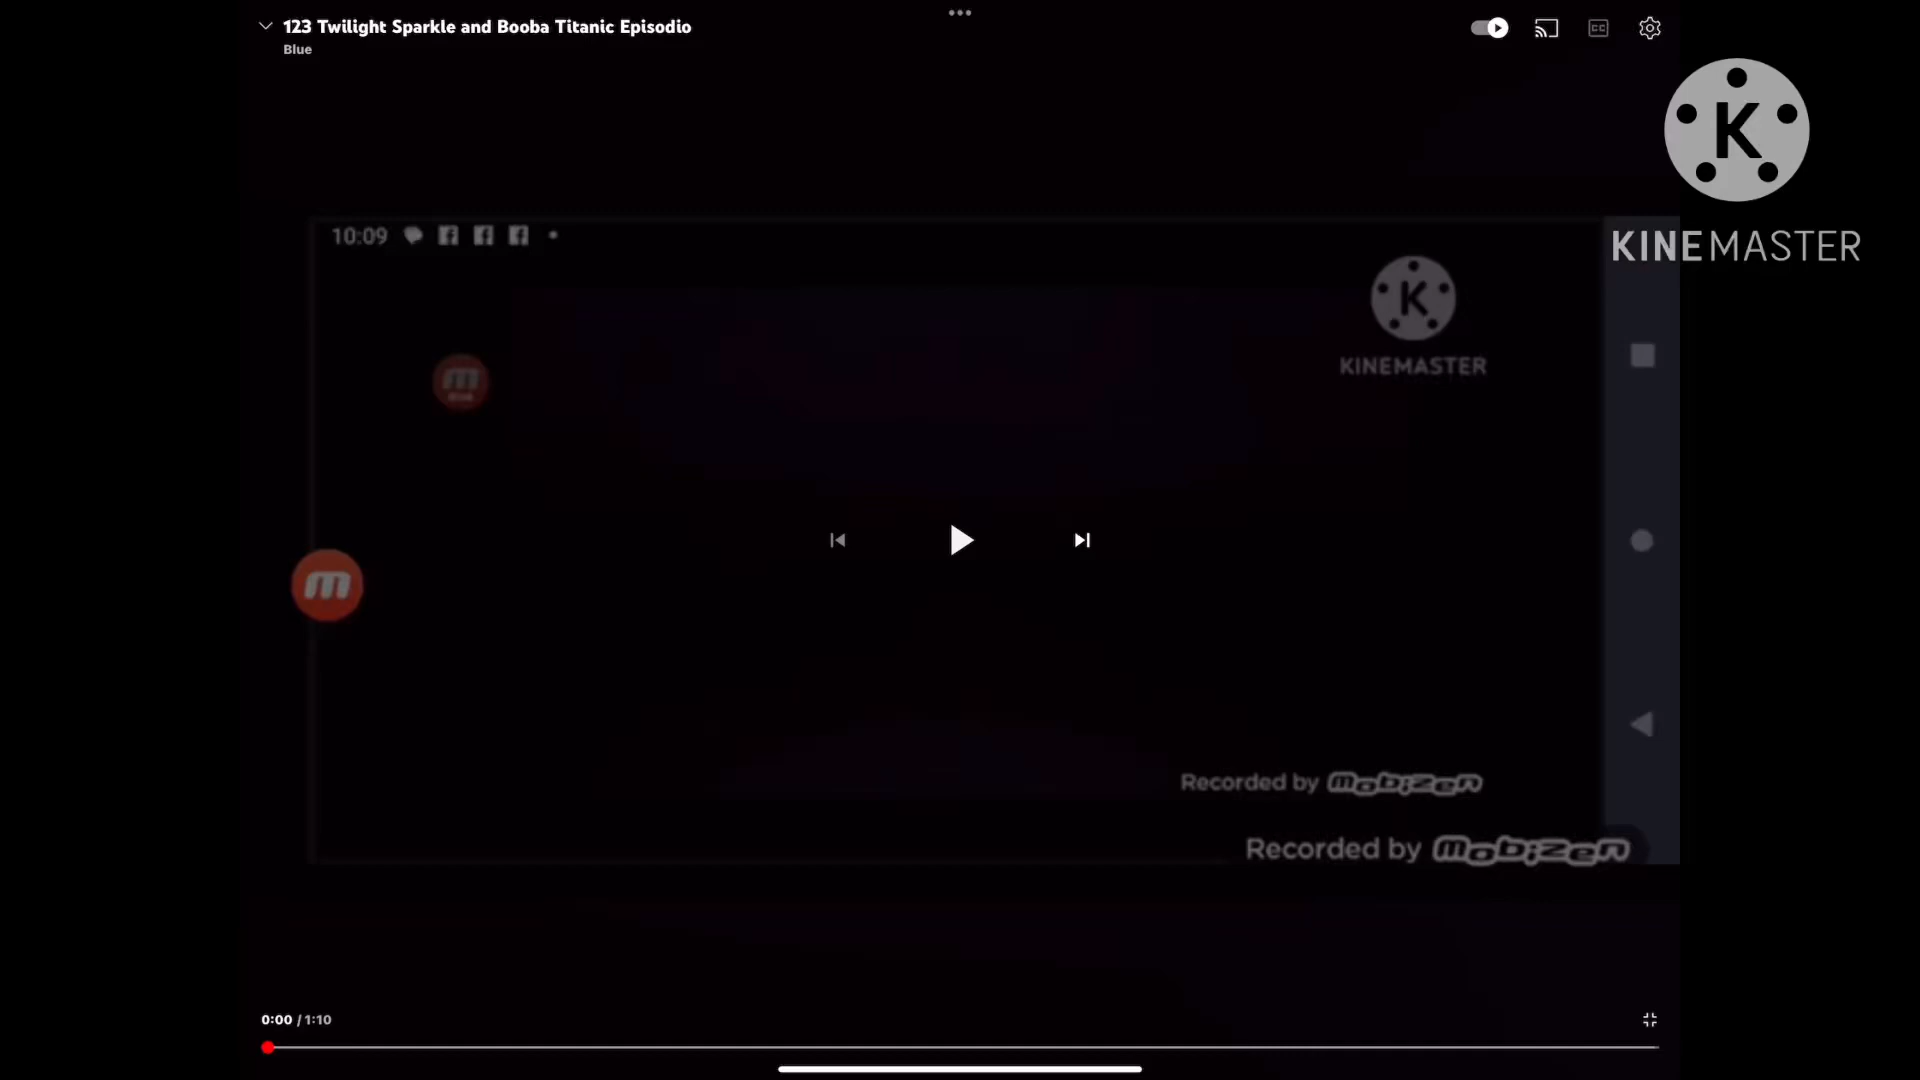 123 Twilight Sparkle and Booba Titanic Episodio
Blue
CC
K
KINEMASTER
10:09
K
KINEMASTER
m
m
Recorded by mobizen
Recorded by mobizen
0:00 / 1:10